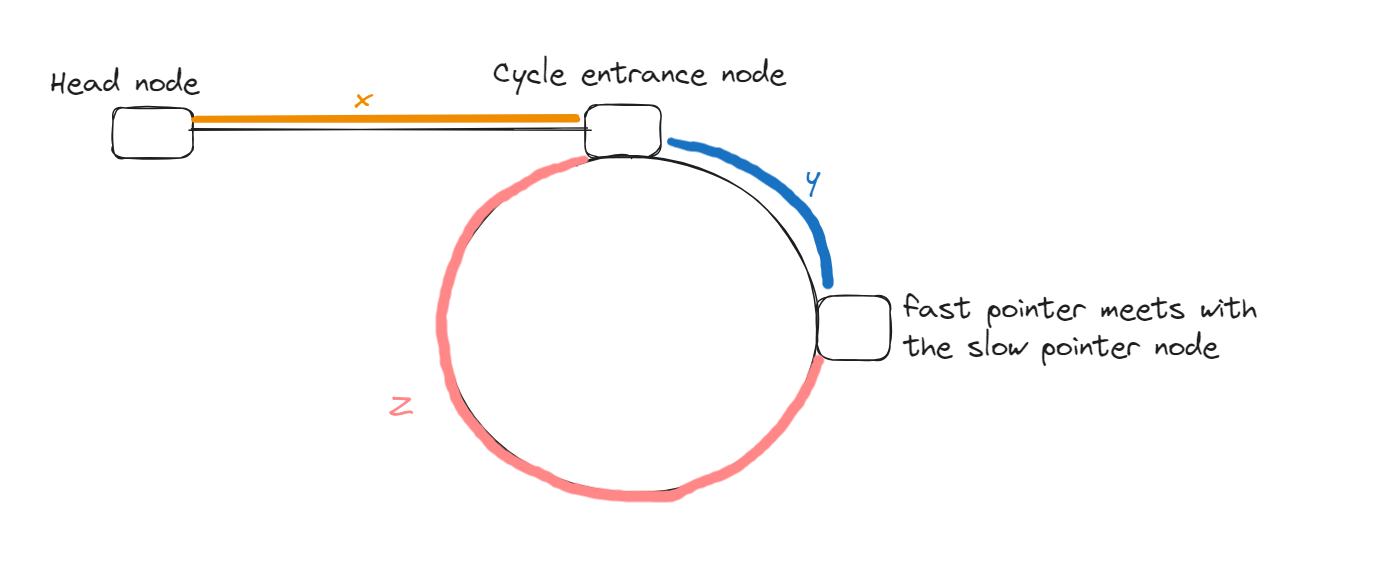 Head node
x
Cycle entrance node
y
fast pointer meets with
the slow pointer node
z